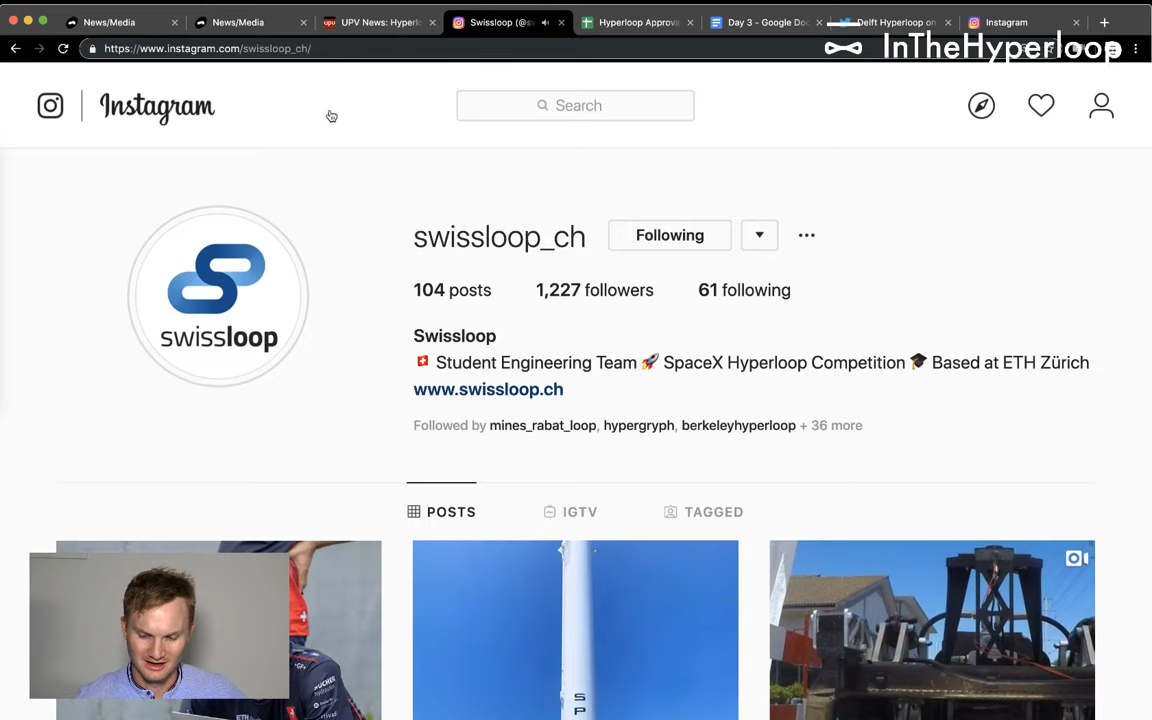 News/Media
News/Media
UPV News: Hyperl
Swissloop (@sw
Hyperloop Approva
Day 3 - Google Doc
Delft Hyperloop on
Instagram
https://www.instagram.com/swissloop_ch/
InTheHyperloop
Instagram
Search
swissloop_ch
Following
104 posts
1,227 followers
61 following
swissloop
Swissloop
Student Engineering Team 🚀 SpaceX Hyperloop Competition 🎓 Based at ETH Zürich
www.swissloop.ch
Followed by mines_rabat_loop, hypergryph, berkeleyhyperloop + 36 more
POSTS
IGTV
TAGGED
S
P